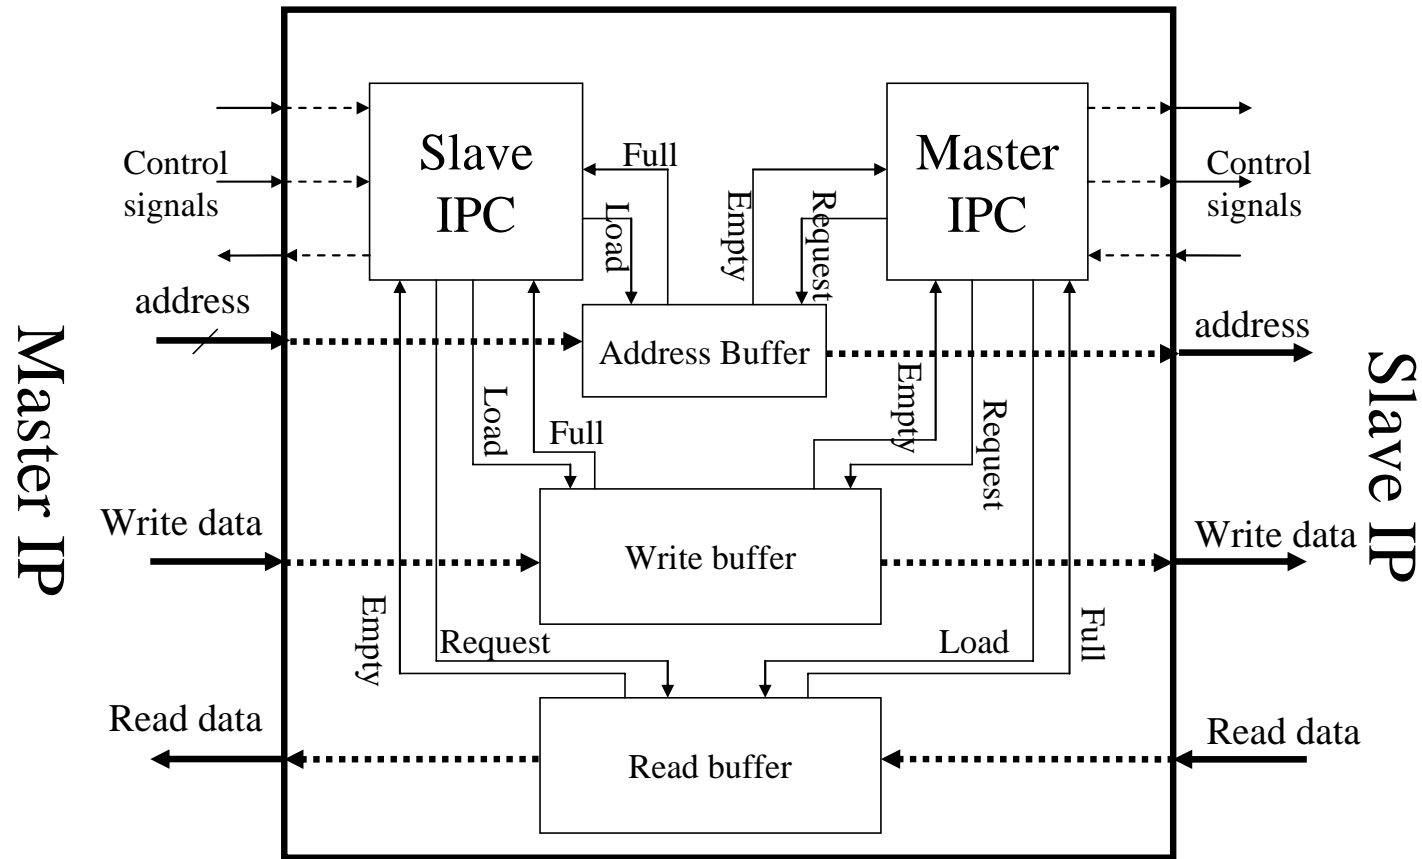 Slave
IPC
Master
IPC
Control
signals
Control
signals
Full
Load
Empty
Request
address
address
Address Buffer
Master IP
Slave IP
Load
Full
Empty
Request
Write data
Write data
Write buffer
Empty
Request
Load
Full
Read data
Read data
Read buffer